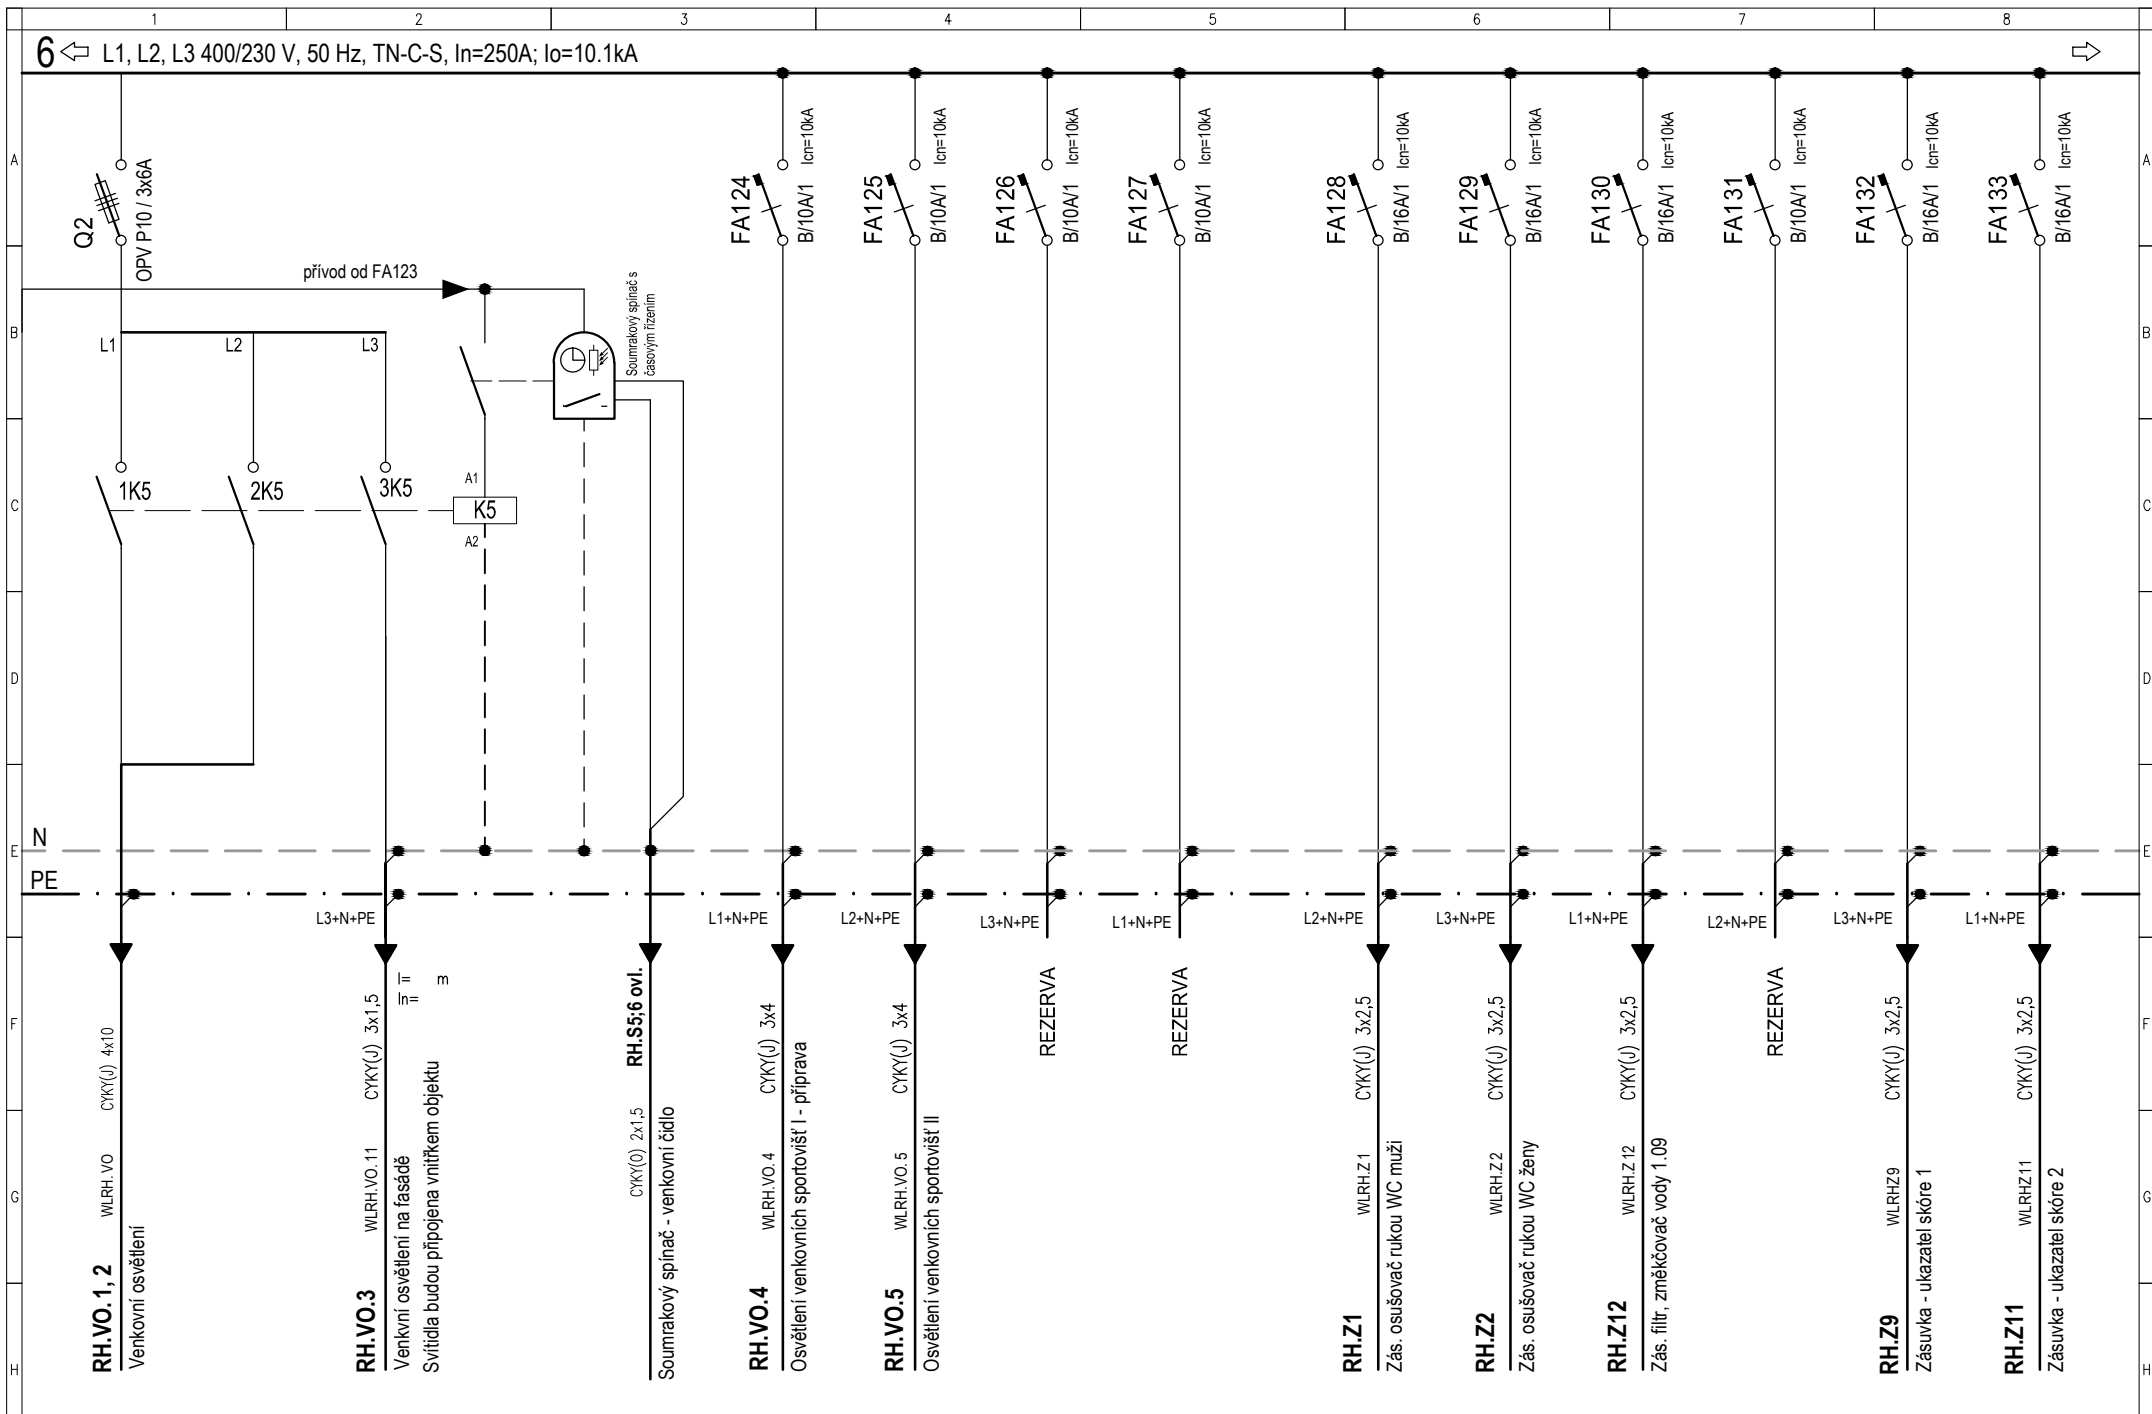 1 2 3 4 5 6 7 8
6 L1, L2, L3 400/230 V, 50 Hz, TN-C-S, In=250A; Io=10.1kA
A
A
B
B
C
C
D
D
E
E
F
F
G
G
H
H
Q2
OPV P10 / 3x6A
přívod od FA123
L1
L2
L3
Soumrakový spínač s
časovým řízením
1K5
2K5
3K5
A1
K5
A2
FA124
B/10A/1 Icn=10kA
FA125
B/10A/1 Icn=10kA
FA126
B/10A/1 Icn=10kA
FA127
B/10A/1 Icn=10kA
FA128
B/16A/1 Icn=10kA
FA129
B/16A/1 Icn=10kA
FA130
B/16A/1 Icn=10kA
FA131
B/10A/1 Icn=10kA
FA132
B/16A/1 Icn=10kA
FA133
B/16A/1 Icn=10kA
N
PE
L3+N+PE
L1+N+PE
L2+N+PE
L3+N+PE
L1+N+PE
L2+N+PE
L3+N+PE
L1+N+PE
L2+N+PE
L3+N+PE
L1+N+PE
RH.VO.1, 2 WLRH.VO CYKY(J) 4x10
Venkovní osvětlení
RH.VO.3 WLRH.VO.11 CYKY(J) 3x1,5
l= m
In=
Venkvní osvětlení na fasádě
Svítidla budou připojena vnitřkem objektu
CYKY(O) 2x1,5 RH.S5;6 ovl.
Soumrakový spínač - venkovní čidlo
RH.VO.4 WLRH.VO.4 CYKY(J) 3x4
Osvětlení venkovních sportovišť I - příprava
RH.VO.5 WLRH.VO.5 CYKY(J) 3x4
Osvětlení venkovních sportovišť II
REZERVA
REZERVA
RH.Z1 WLRH.Z1 CYKY(J) 3x2,5
Zás. osušovač rukou WC muži
RH.Z2 WLRH.Z2 CYKY(J) 3x2,5
Zás. osušovač rukou WC ženy
RH.Z12 WLRH.Z12 CYKY(J) 3x2,5
Zás. filtr, změkčovač vody 1.09
REZERVA
RH.Z9 WLRHZ9 CYKY(J) 3x2,5
Zásuvka - ukazatel skóre 1
RH.Z11 WLRHZ11 CYKY(J) 3x2,5
Zásuvka - ukazatel skóre 2